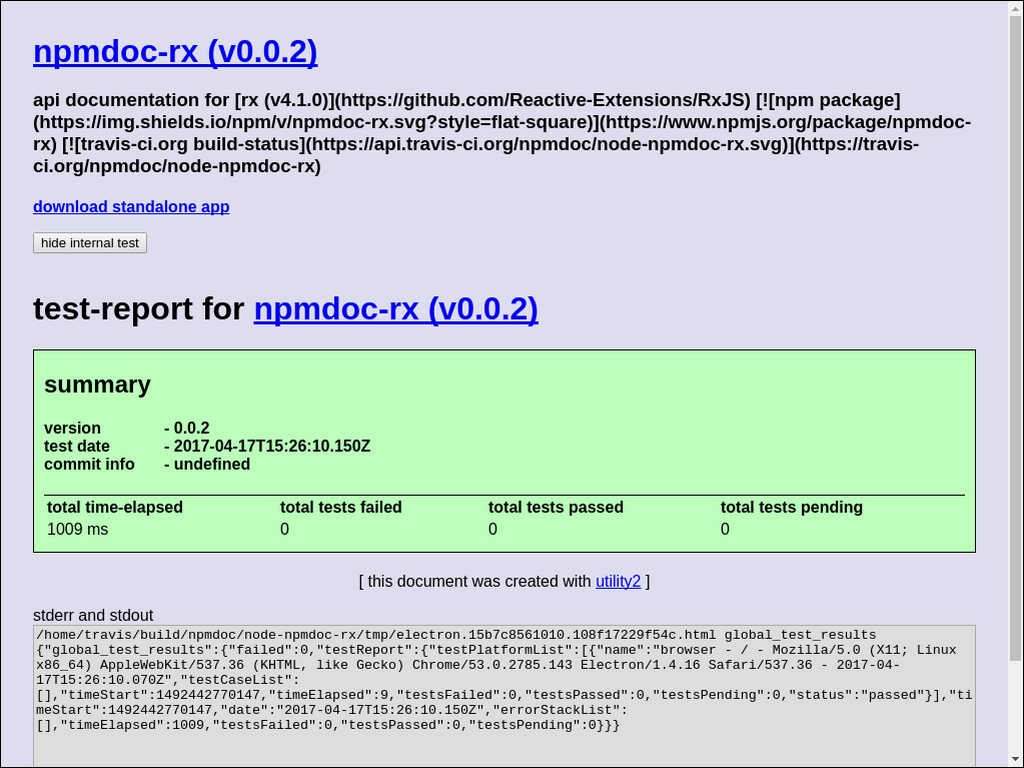 npmdoc-rx (v0.0.2)
api documentation for [rx (v4.1.0)](https://github.com/Reactive-Extensions/RxJS) [![npm package]
(https://img.shields.io/npm/v/npmdoc-rx.svg?style=flat-square)](https://www.npmjs.org/package/npmdoc-
rx) [![travis-ci.org build-status](https://api.travis-ci.org/npmdoc/node-npmdoc-rx.svg)](https://travis-
ci.org/npmdoc/node-npmdoc-rx)
download standalone app
hide internal test
test-report for npmdoc-rx (v0.0.2)
summary
version - 0.0.2
test date - 2017-04-17T15:26:10.150Z
commit info - undefined
total time-elapsed total tests failed total tests passed total tests pending
1009 ms 0 0 0
[ this document was created with utility2 ]
stderr and stdout
/home/travis/build/npmdoc/node-npmdoc-rx/tmp/electron.15b7c8561010.108f17229f54c.html global_test_results
{"global_test_results":{"failed":0,"testReport":{"testPlatformList":[{"name":"browser - / - Mozilla/5.0 (X11; Linux
x86_64) AppleWebKit/537.36 (KHTML, like Gecko) Chrome/53.0.2785.143 Electron/1.4.16 Safari/537.36 - 2017-04-
17T15:26:10.070Z","testCaseList":
[],"timeStart":1492442770147,"timeElapsed":9,"testsFailed":0,"testsPassed":0,"testsPending":0,"status":"passed"}],"ti
meStart":1492442770147,"date":"2017-04-17T15:26:10.150Z","errorStackList":
[],"timeElapsed":1009,"testsFailed":0,"testsPassed":0,"testsPending":0}}}